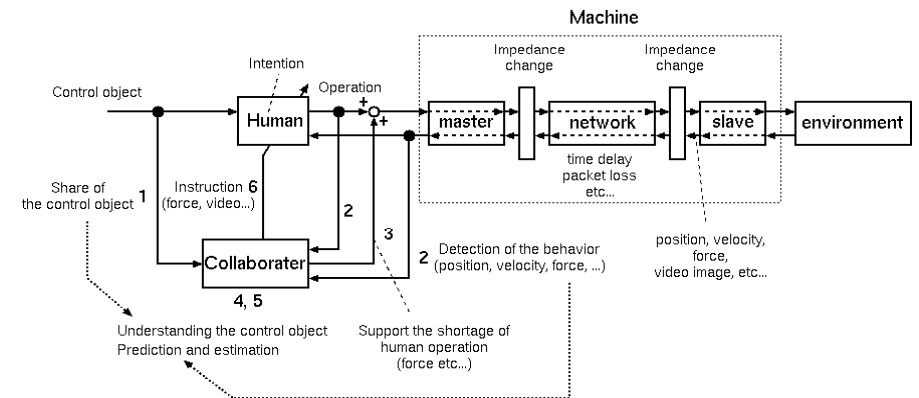 Machine
Impedance
change
Impedance
change
Intention
Control object
Operation
+
+
Human
master
network
slave
environment
time delay
packet loss
etc...
Share of
the control object
1
Instruction 6
(force, video...)
2
3
2
Detection of the behavior
(position, velocity, force, ...)
position, velocity,
force,
video image, etc...
Collaborater
4, 5
Understanding the control object
Prediction and estimation
Support the shortage of
human operation
(force etc...)